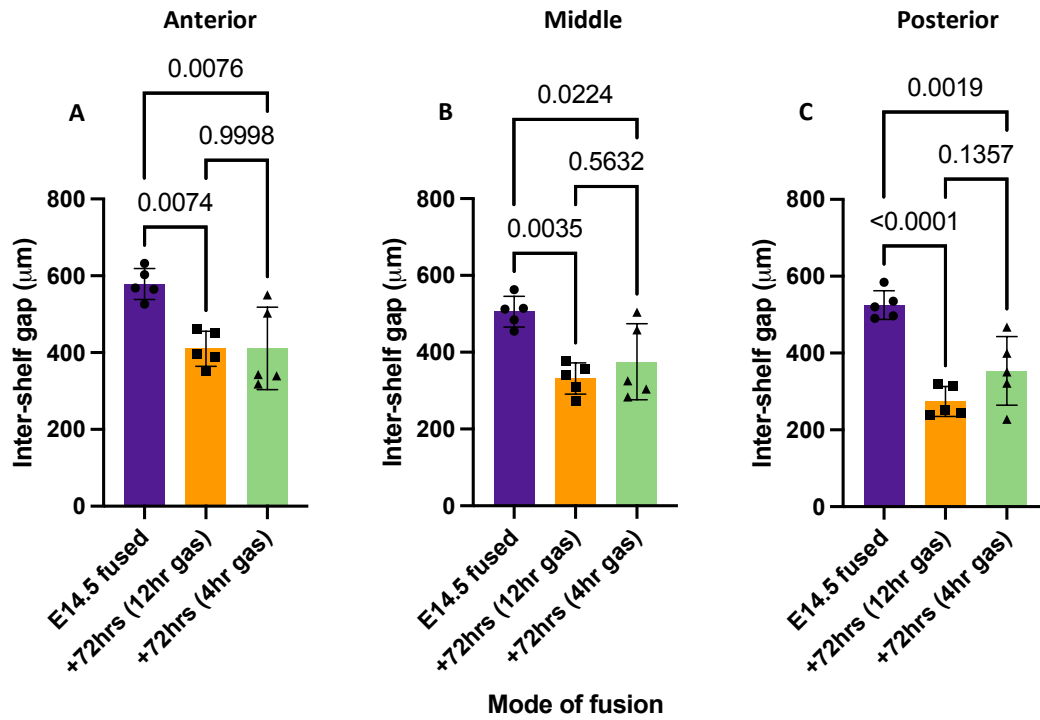 Anterior
A
0.0076
0.9998
0.0074
Inter-shelf gap (μm)
800
600
400
200
0
E14.5 fused
+72hrs (12hr gas)
+72hrs (4hr gas)
Middle
B
0.0224
0.5632
0.0035
Inter-shelf gap (μm)
800
600
400
200
0
E14.5 fused
+72hrs (12hr gas)
+72hrs (4hr gas)
Posterior
C
0.0019
0.1357
<0.0001
Inter-shelf gap (μm)
800
600
400
200
0
E14.5 fused
+72hrs (12hr gas)
+72hrs (4hr gas)
Mode of fusion